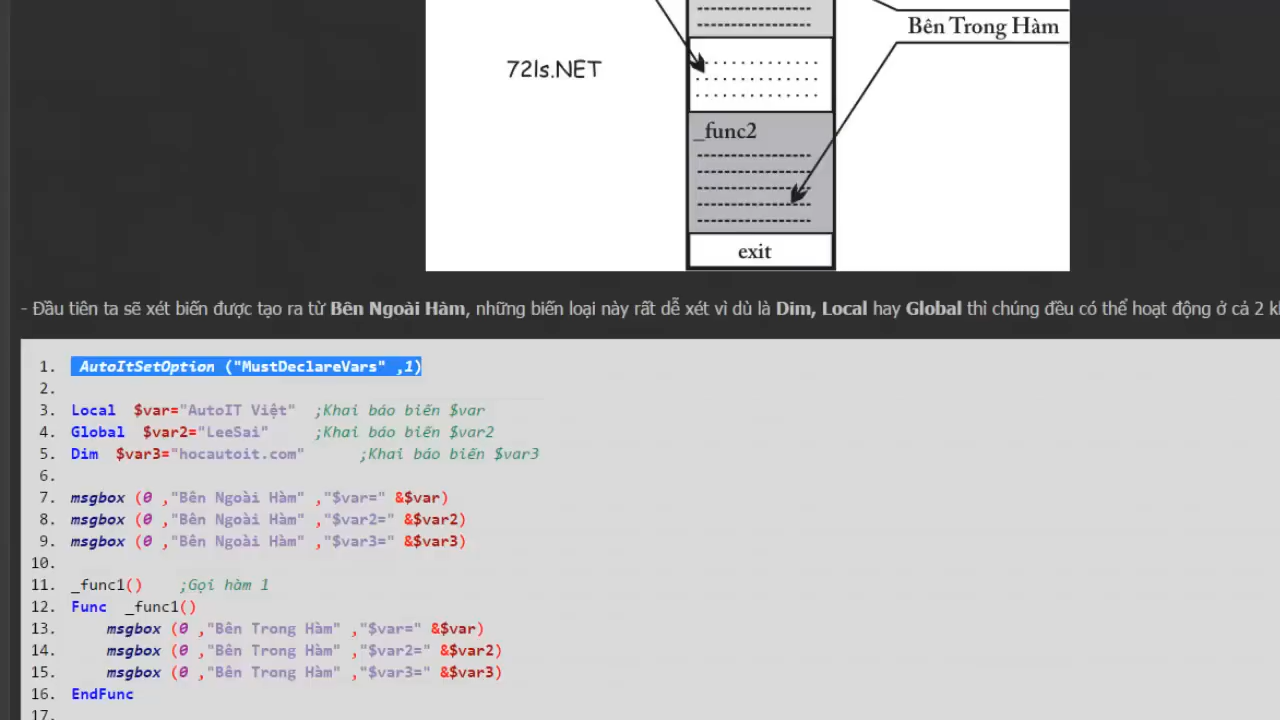 Bên Trong Hàm
72ls.NET
_func2
exit
- Đầu tiên ta sẽ xét biến được tạo ra từ Bên Ngoài Hàm, những biến loại này rất dễ xét vì dù là Dim, Local hay Global thì chúng đều có thể hoạt động ở cả 2
1. AutoItSetOption ("MustDeclareVars" ,1)
2.
3. Local $var="AutoIT Việt" ;Khai báo biến $var
4. Global $var2="LeeSai" ;Khai báo biến $var2
5. Dim $var3="hocautoit.com" ;Khai báo biến $var3
6.
7. msgbox (0 ,"Bên Ngoài Hàm" ,"$var=" &$var)
8. msgbox (0 ,"Bên Ngoài Hàm" ,"$var2=" &$var2)
9. msgbox (0 ,"Bên Ngoài Hàm" ,"$var3=" &$var3)
10.
11. _func1() ;Gọi hàm 1
12. Func _func1()
13. msgbox (0 ,"Bên Trong Hàm" ,"$var=" &$var)
14. msgbox (0 ,"Bên Trong Hàm" ,"$var2=" &$var2)
15. msgbox (0 ,"Bên Trong Hàm" ,"$var3=" &$var3)
16. EndFunc
17.